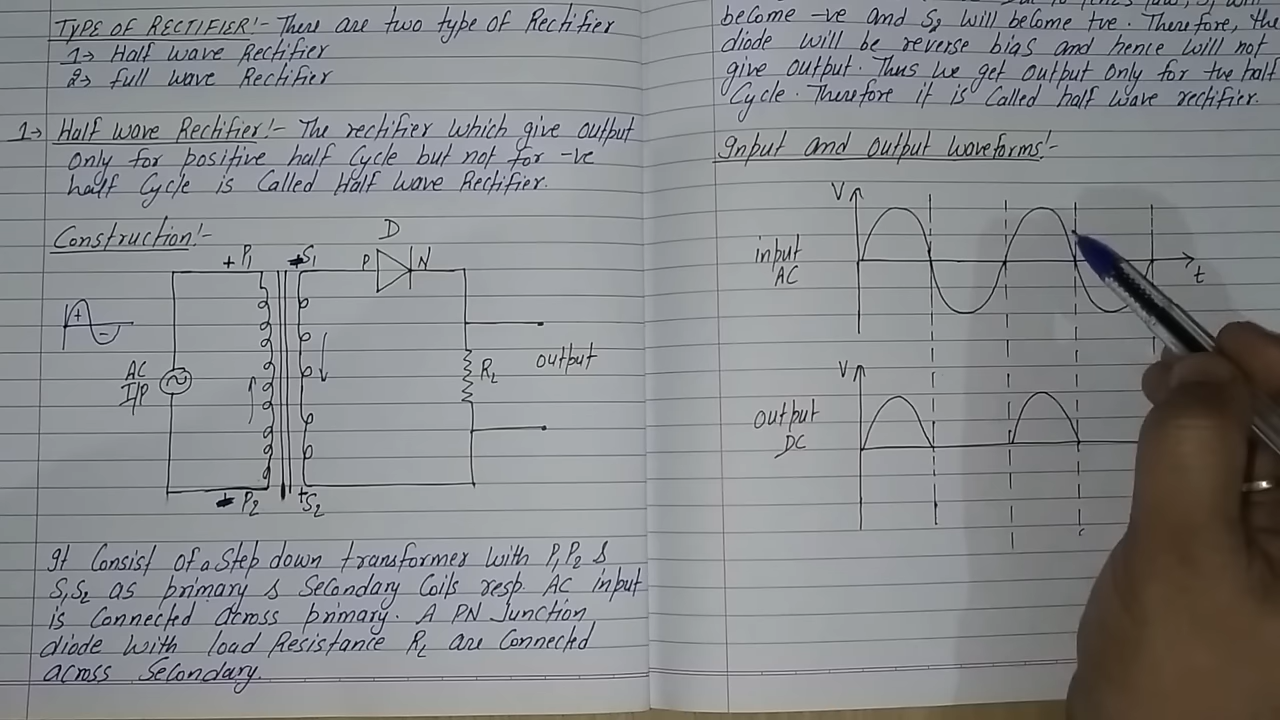 TYPE OF RECTIFIER!- There are two type of Rectifier
1→ Half wave Rectifier
2→ full wave Rectifier
1→ Half wave Rectifier!- The rectifier which give output
only for positive half Cycle but not for -ve
half Cycle is Called Half Wave Rectifier.
Construction!-
D
+ P1
S1
P
N
+
-
AC
I/P
RL
output
P2
+S2
It Consist of a Step down transformer with P1P2 &
S1S2 as primary & Secondary Coils resp. AC input
is Connected across primary. A PN Junction
diode with load Resistance RL are Connected
across Secondary.
become -ve and S2 will become +ve. Therefore, the
diode will be reverse bias and hence will not
give output. Thus we get output only for the half
Cycle. Therefore it is Called half wave rectifier.
Input and output waveforms!-
V
input
AC
t
V
output
DC